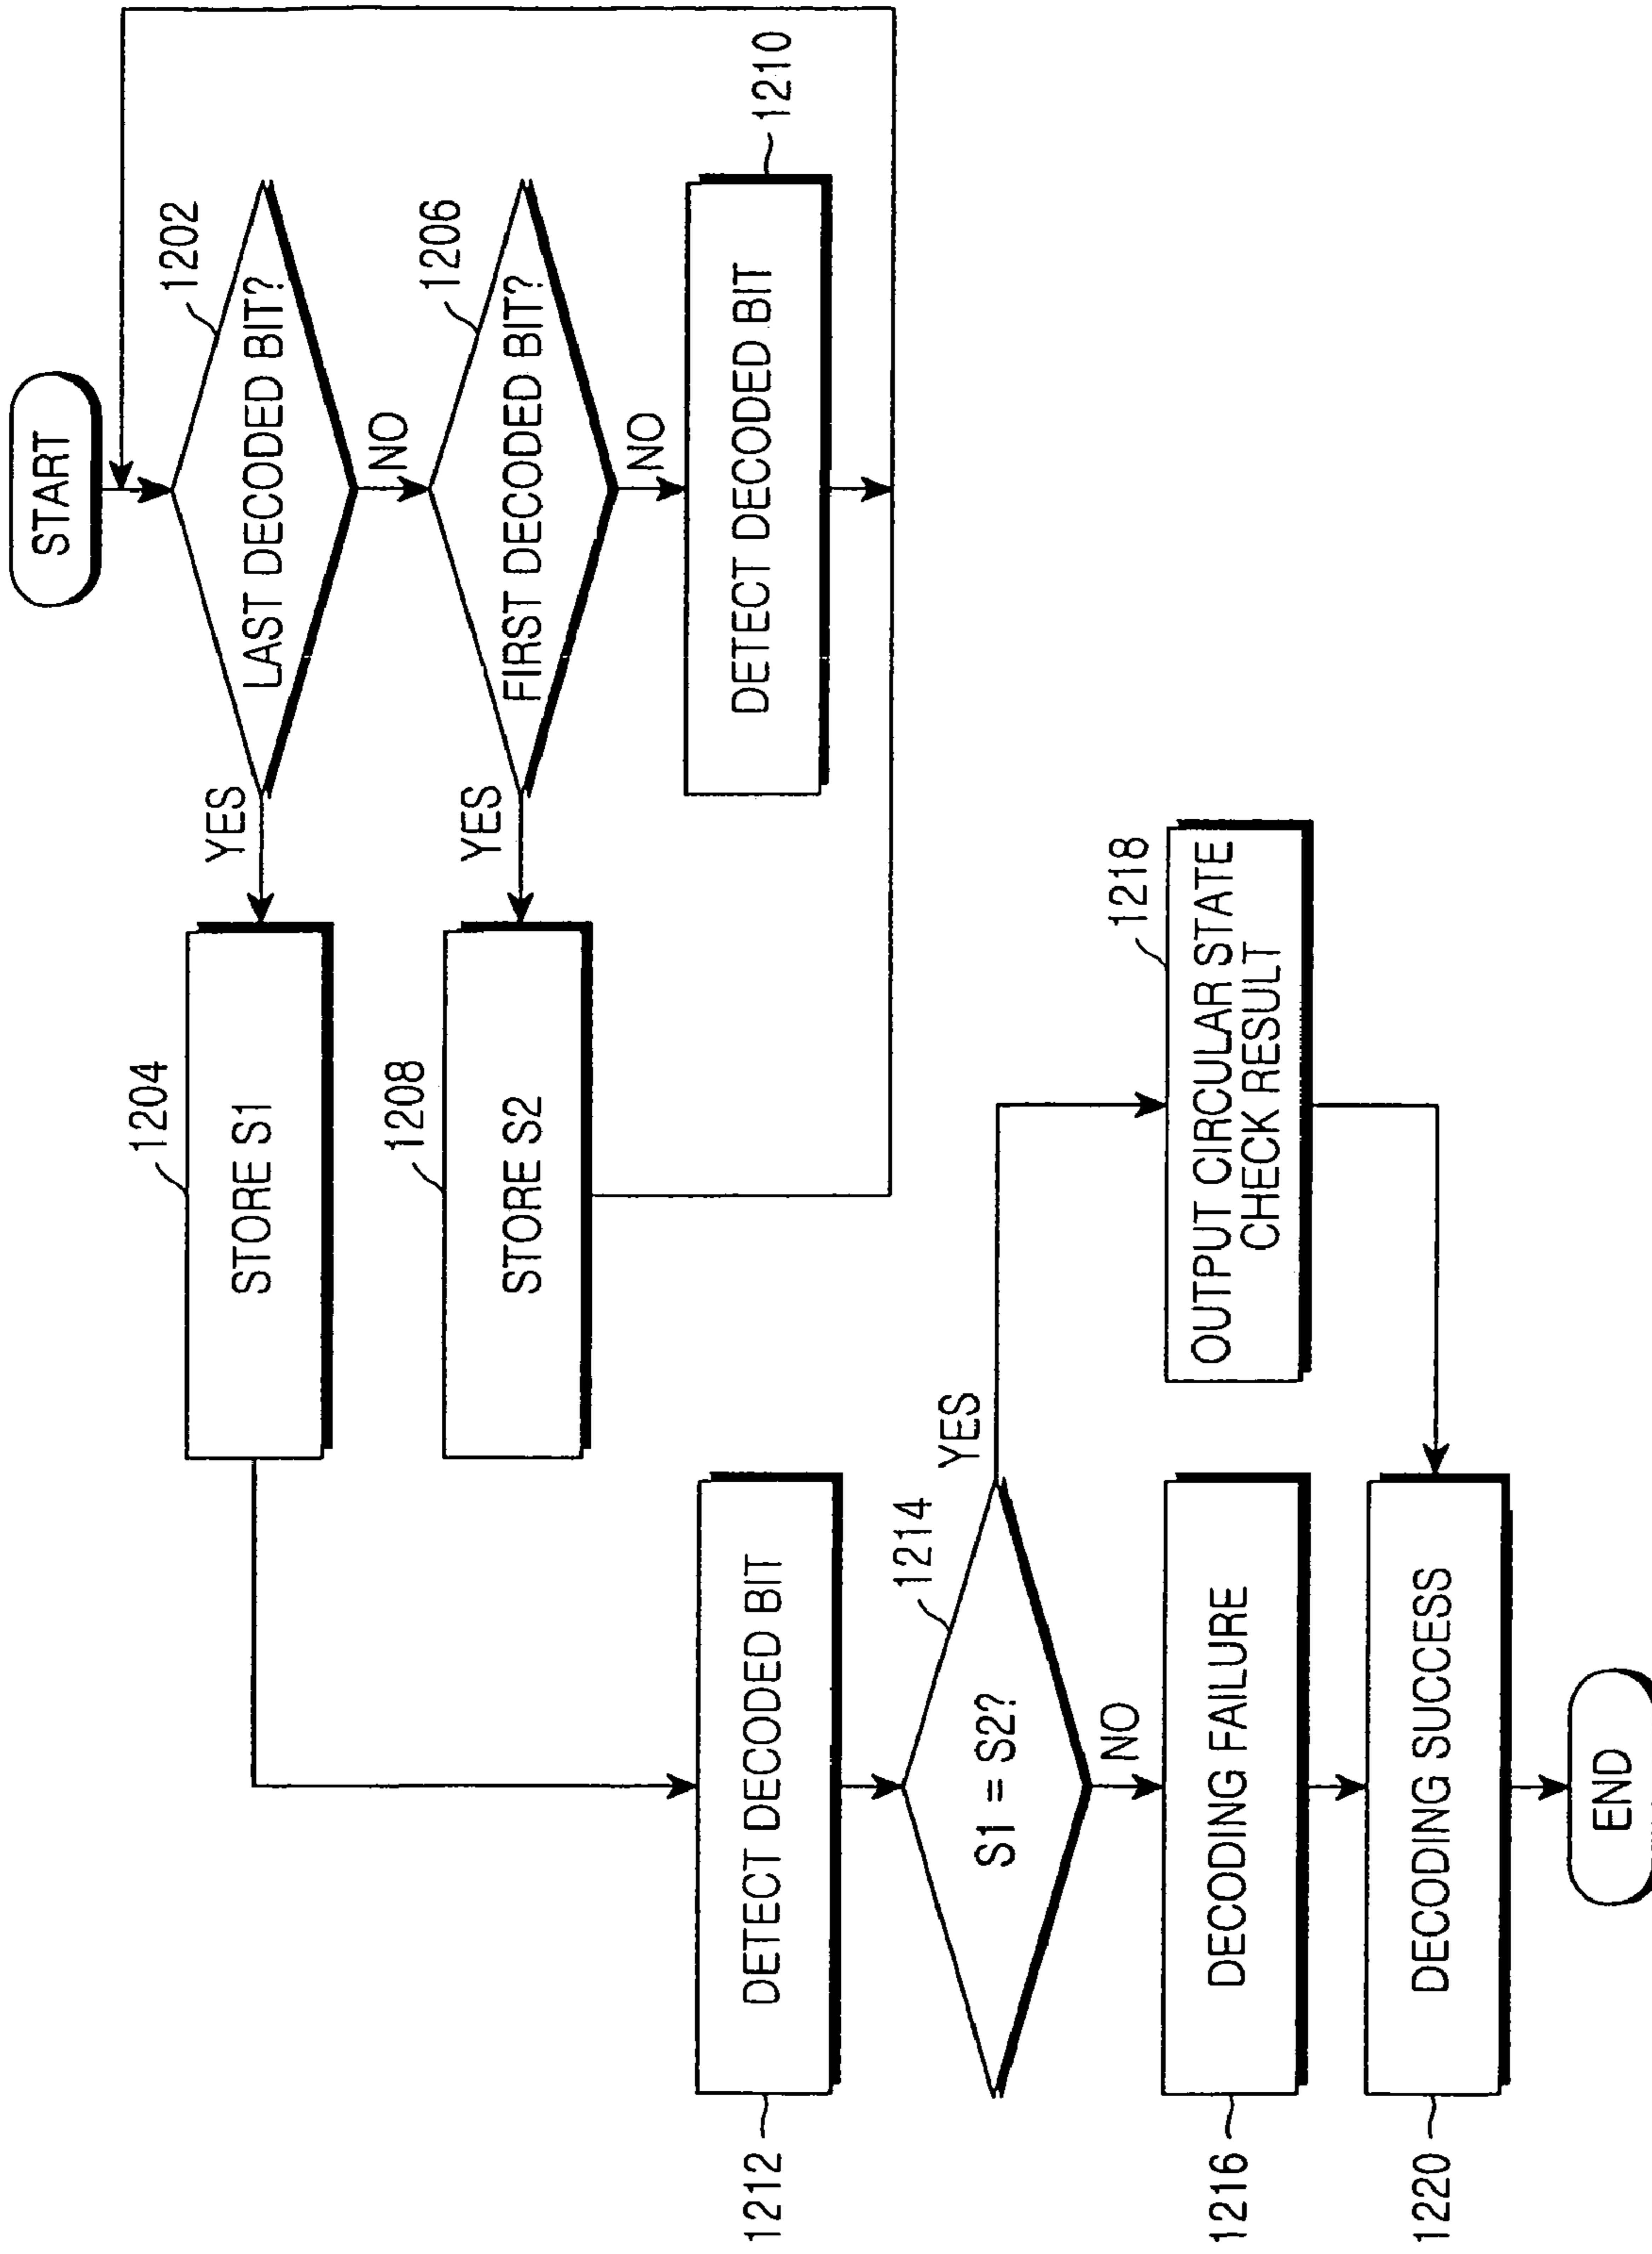 START
1202
LAST DECODED BIT?
YES
NO
1204
STORE S1
1206
FIRST DECODED BIT?
YES
NO
1208
STORE S2
DETECT DECODED BIT
1210
DETECT DECODED BIT
1212
1214
S1 = S2?
YES
NO
1218
OUTPUT CIRCULAR STATE
CHECK RESULT
DECODING FAILURE
1216
DECODING SUCCESS
1220
END